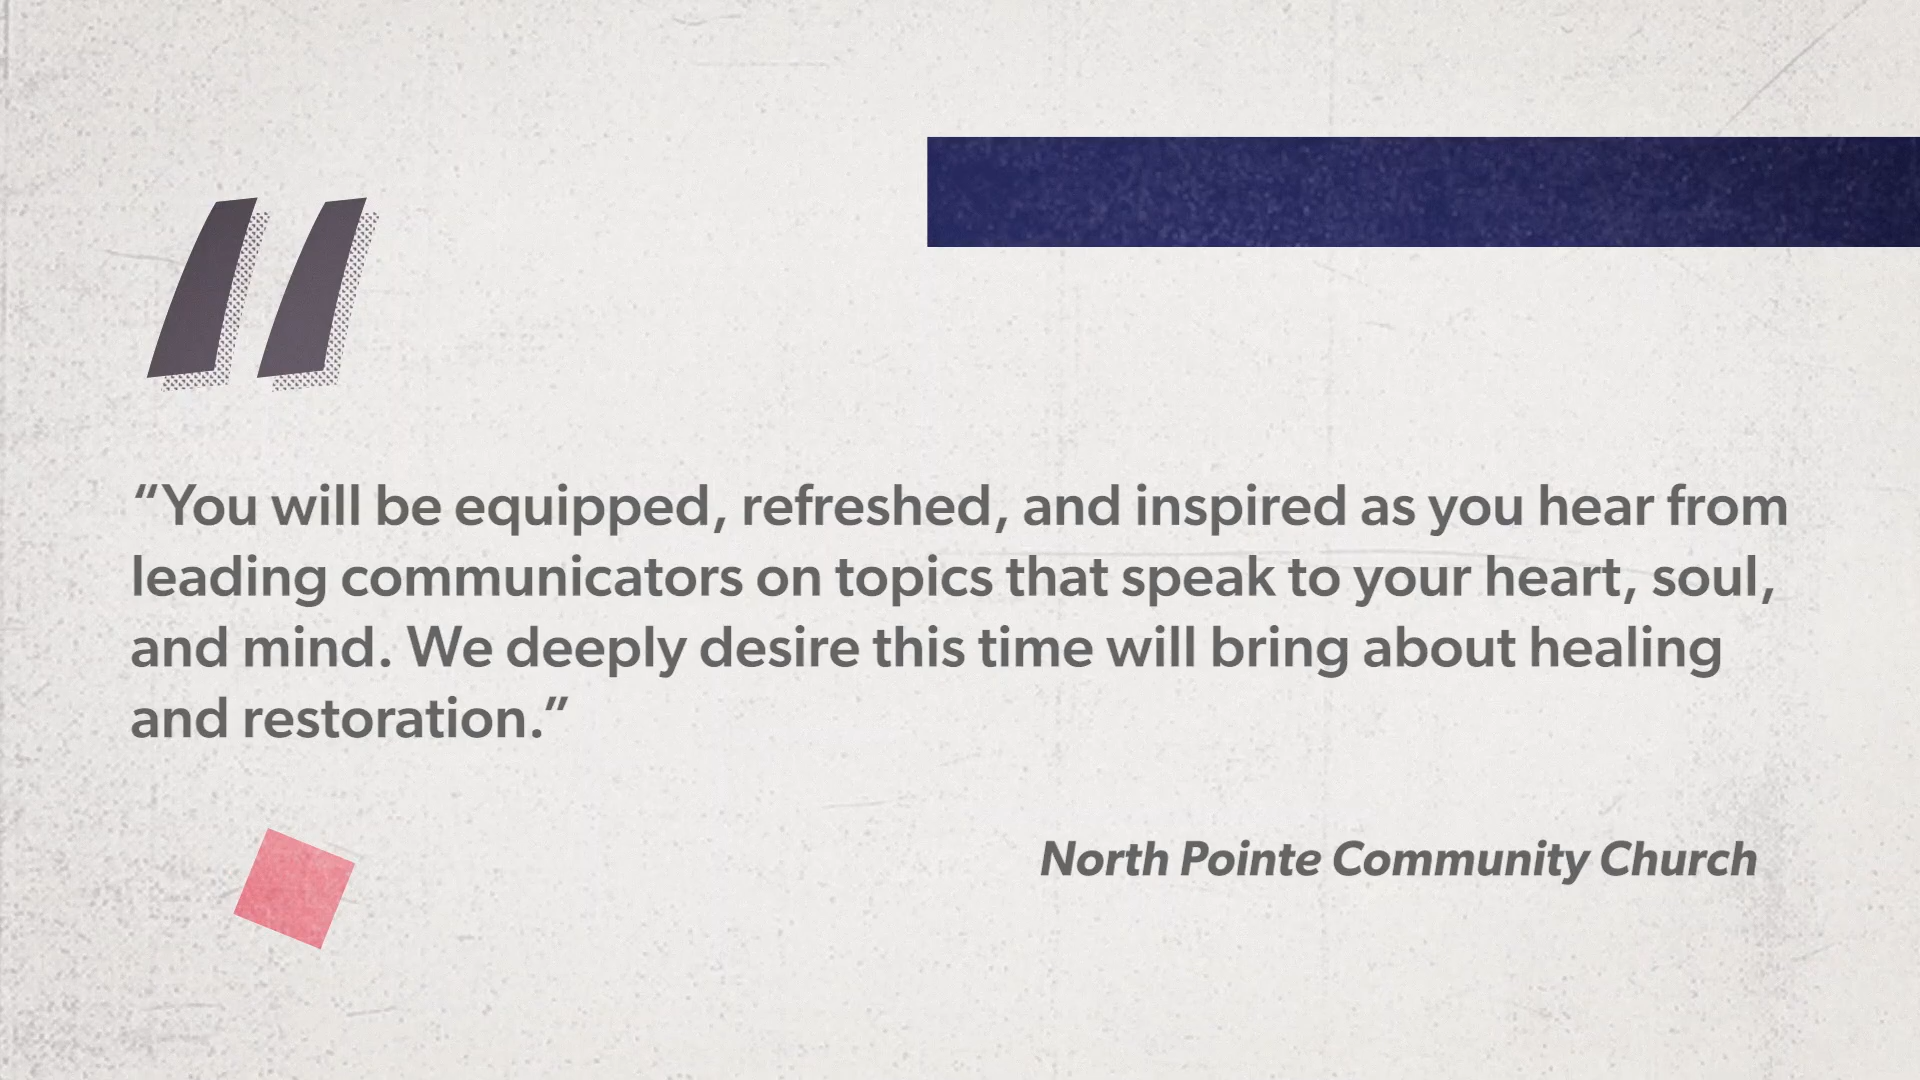 “You will be equipped, refreshed, and inspired as you hear from
leading communicators on topics that speak to your heart, soul,
and mind. We deeply desire this time will bring about healing
and restoration.”
North Pointe Community Church